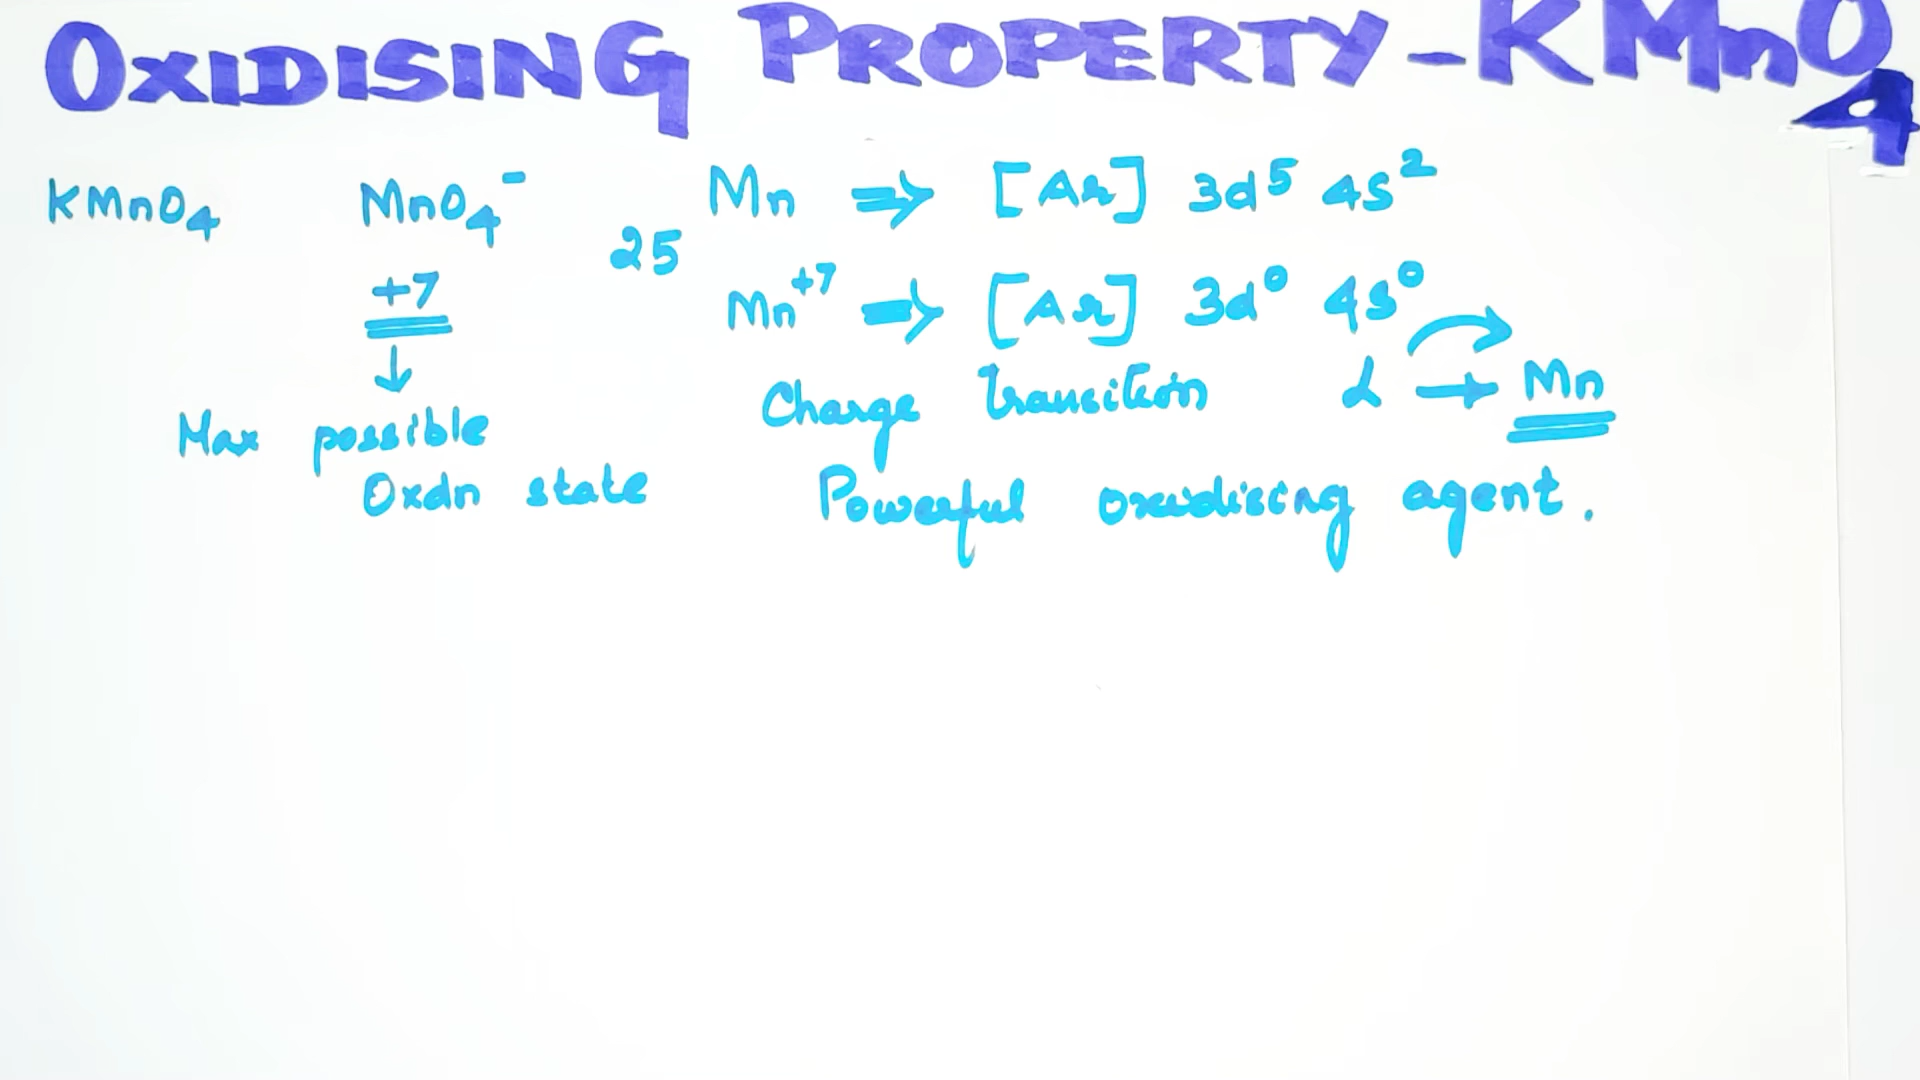 OXIDISING PROPERTY - KMnO4
KMnO4 MnO4⁻ 25 Mn ⇒ [Ar] 3d⁵ 4s²
+7 Mn⁺⁷ ⇒ [Ar] 3d⁰ 4s⁰
↓
Charge transition L → Mn
Max possible
Oxdn state
Powerful oxidising agent.